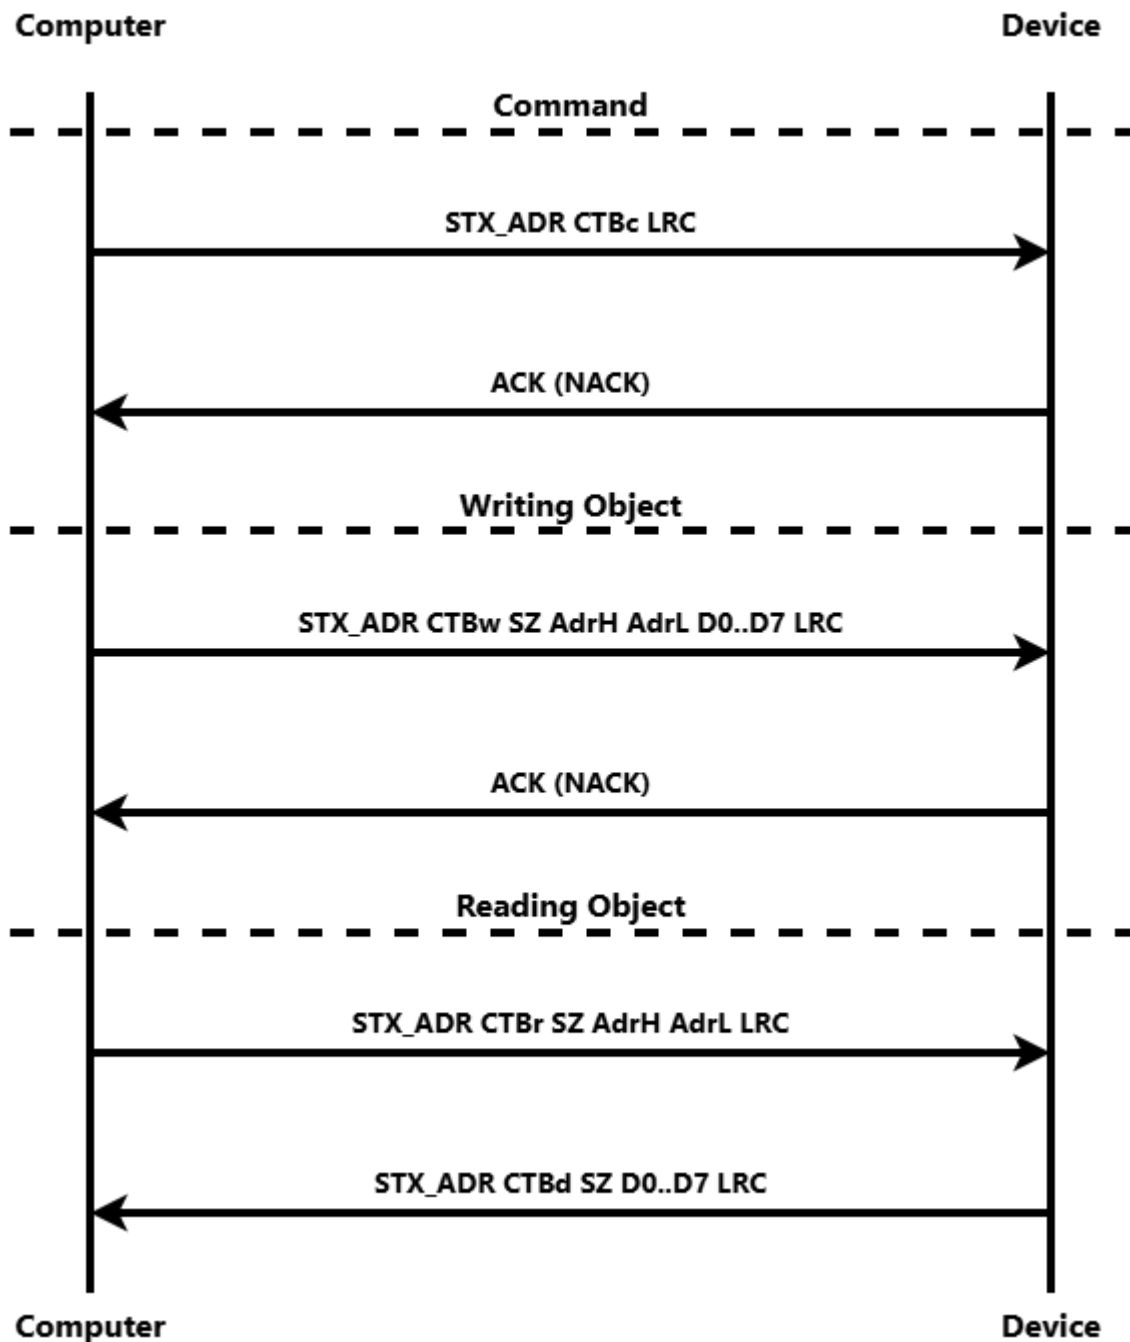 Computer Device
Command
STX_ADR CTBc LRC
ACK (NACK)
Writing Object
STX_ADR CTBw SZ AdrH AdrL D0..D7 LRC
ACK (NACK)
Reading Object
STX_ADR CTBr SZ AdrH AdrL LRC
STX_ADR CTBd SZ D0..D7 LRC
Computer Device